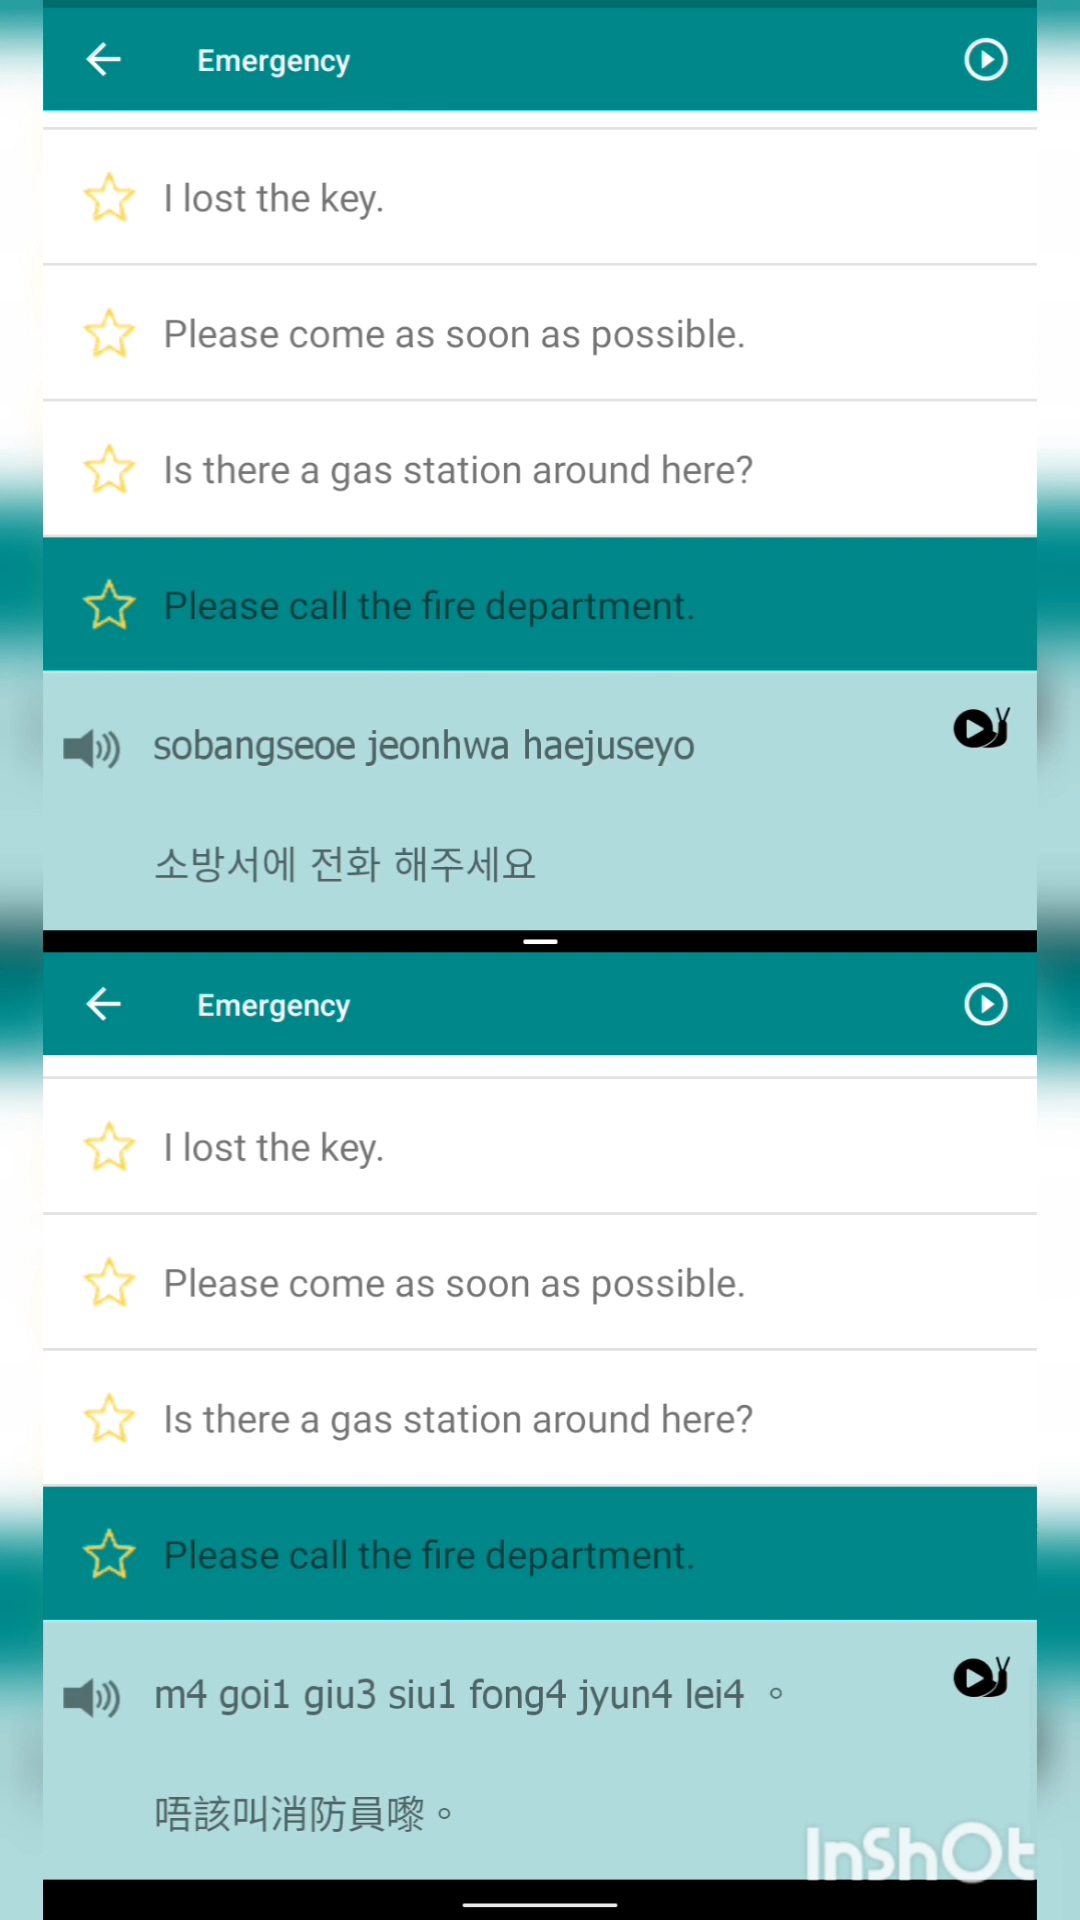 Emergency
I lost the key.
Please come as soon as possible.
Is there a gas station around here?
Please call the fire department.
sobangseoe jeonhwa haejuseyo
소방서에 전화 해주세요
Emergency
I lost the key.
Please come as soon as possible.
Is there a gas station around here?
Please call the fire department.
m4 goi1 giu3 siu1 fong4 jyun4 lei4 。
唔該叫消防員嚟。
InShOt